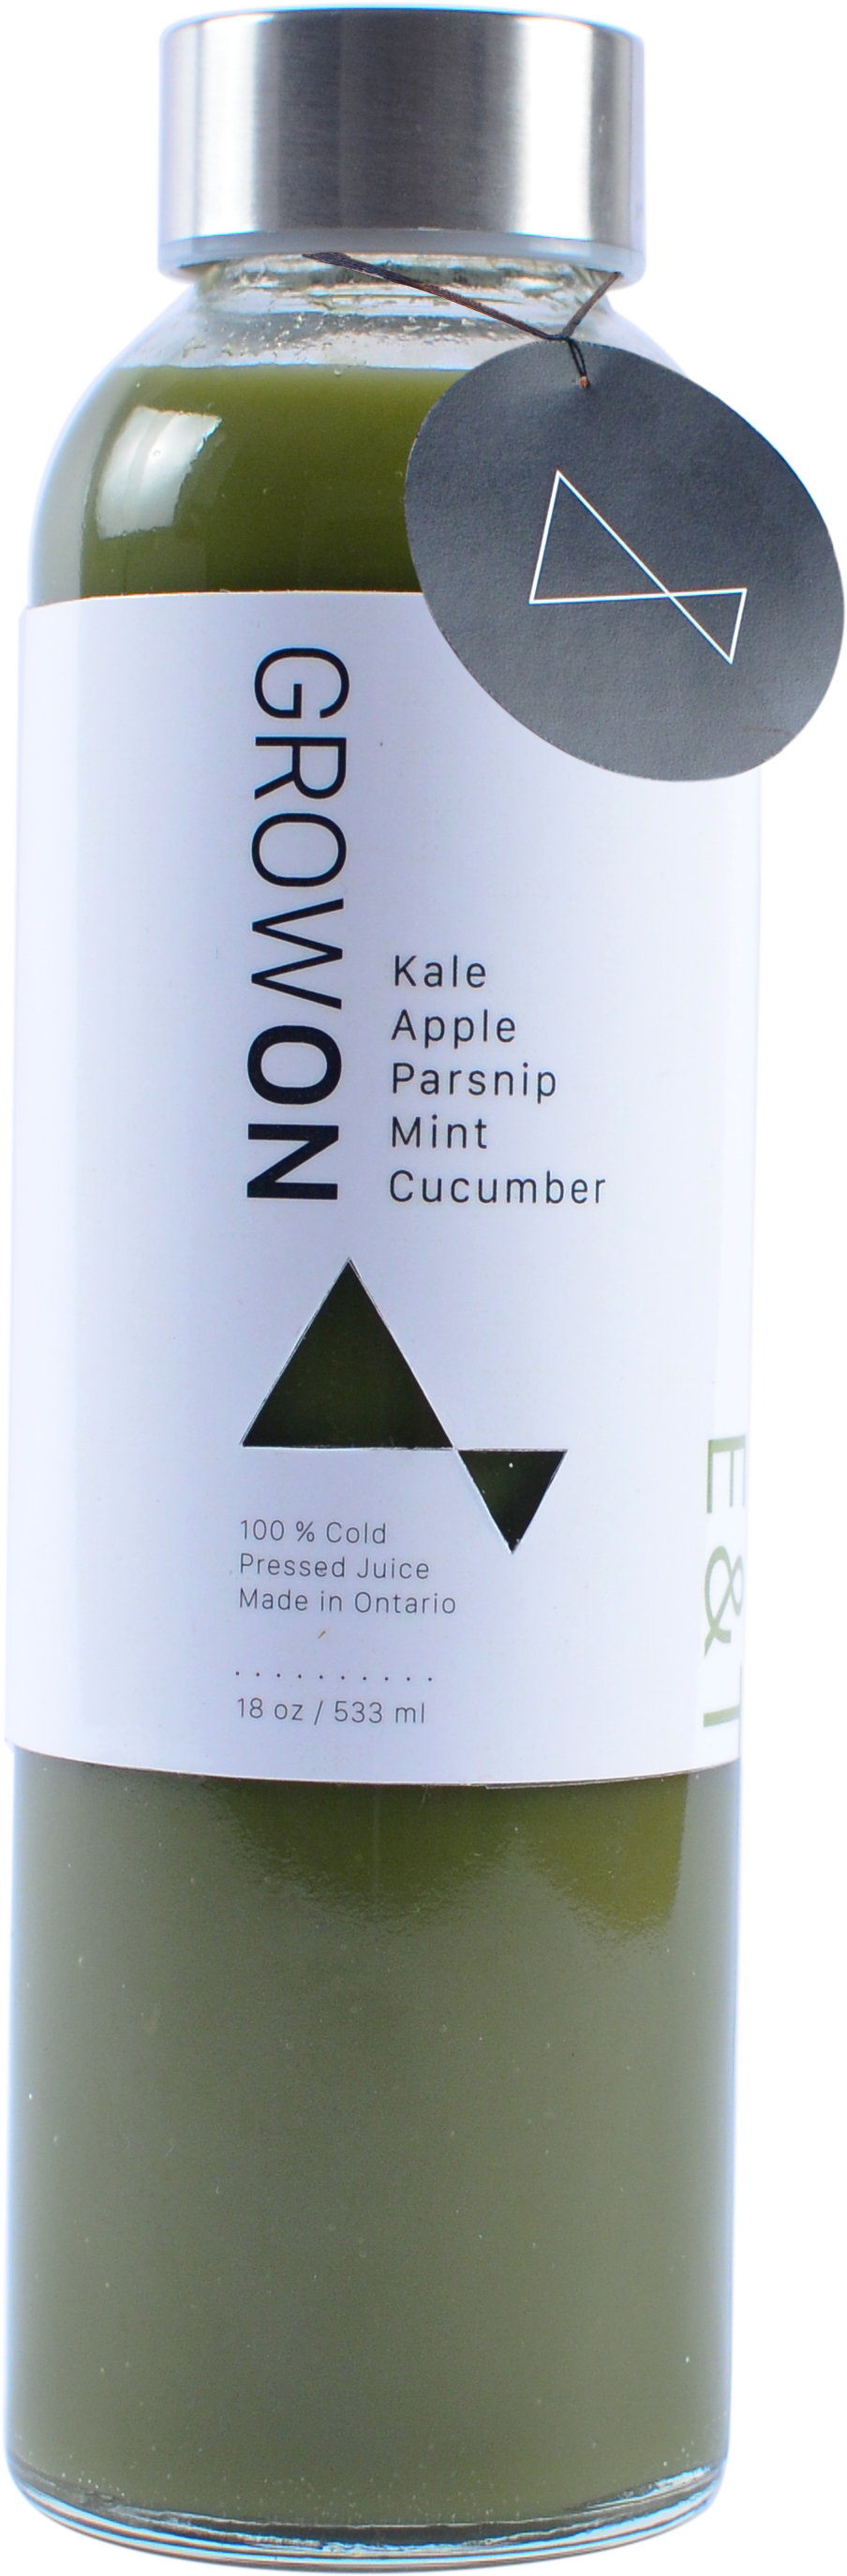 GROWON
Kale
Apple
Parsnip
Mint
Cucumber
100 % Cold
Pressed Juice
Made in Ontario
18 oz / 533 ml
E&T